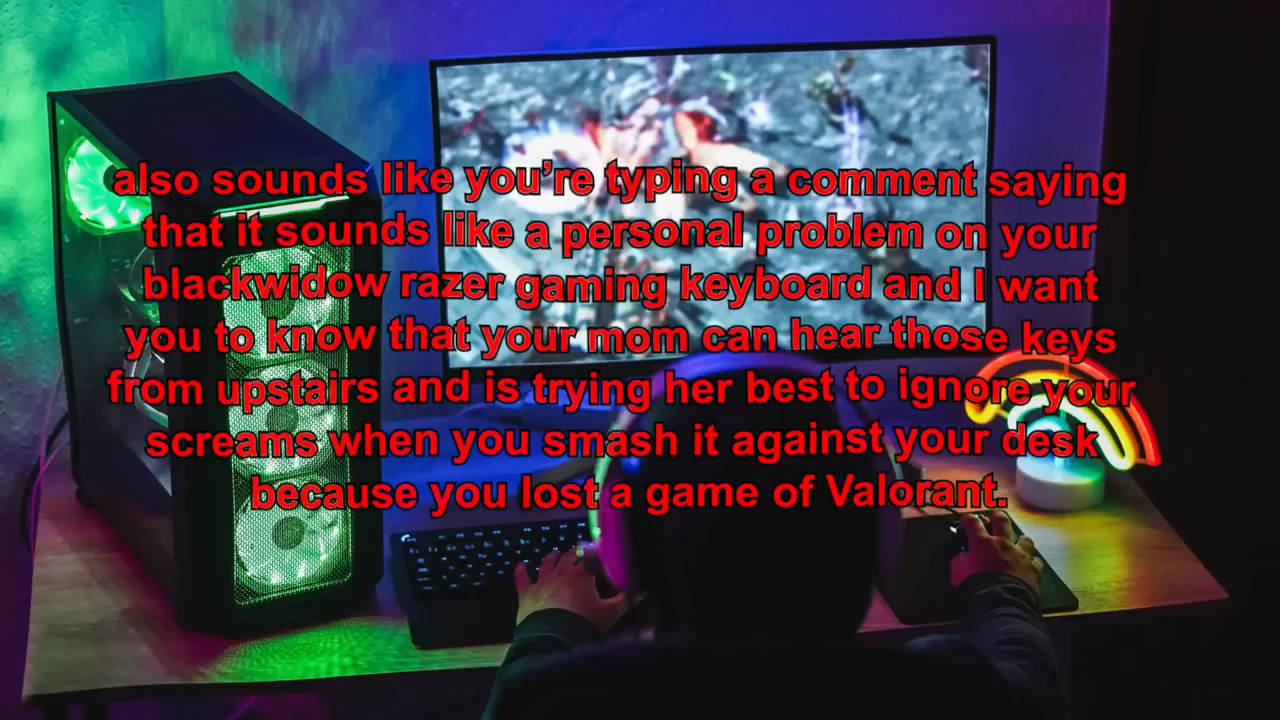 also sounds like you’re typing a comment saying
that it sounds like a personal problem on your
blackwidow razer gaming keyboard and I want
you to know that your mom can hear those keys
from upstairs and is trying her best to ignore your
screams when you smash it against your desk
because you lost a game of Valorant.